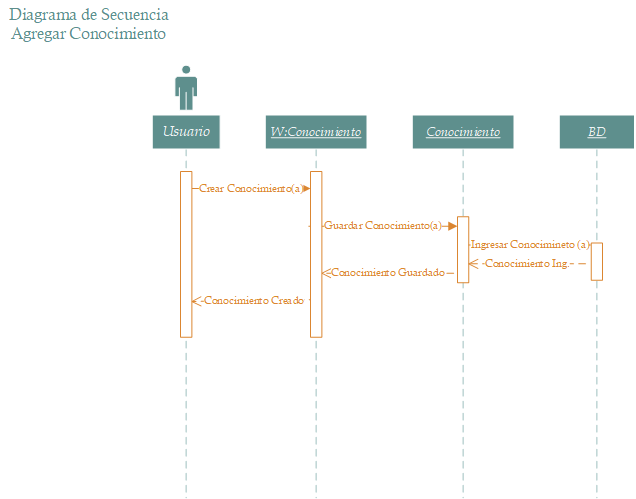 Diagrama de Secuencia
Agregar Conocimiento
Usuario
W:Conocimiento
Conocimiento
BD
Crear Conocimiento(a)
Guardar Conocimiento(a)
Ingresar Conocimineto (a)
Conocimiento Ing.
Conocimiento Guardado
Conocimiento Creado